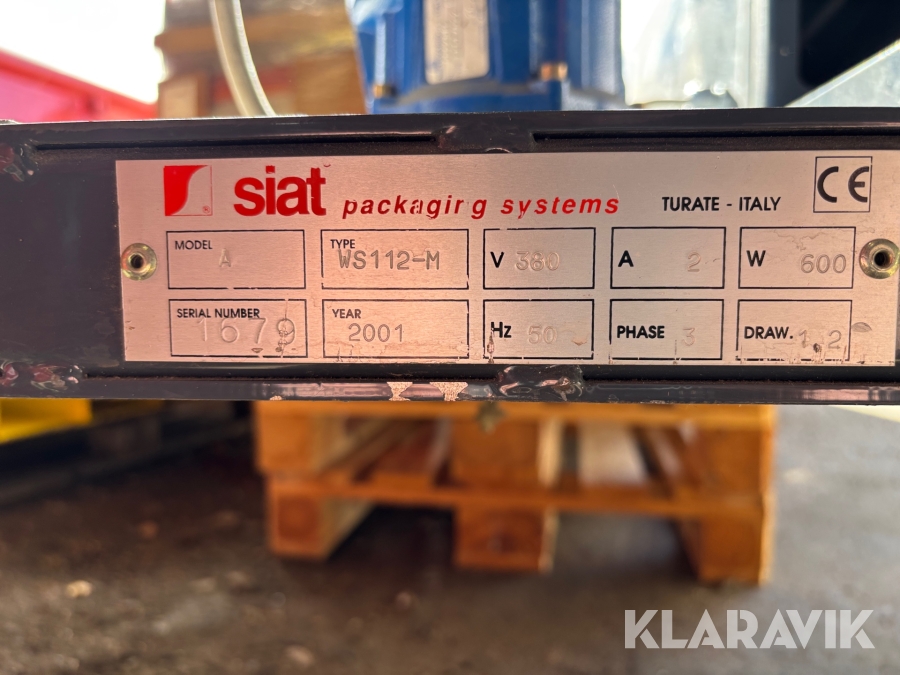 siat packaging systems TURATE - ITALY CE
MODEL A TYPE WS112-M V 380 A 2 W 600
SERIAL NUMBER 1679 YEAR 2001 Hz 50 PHASE 3 DRAW. 1.2
KLARAVIK